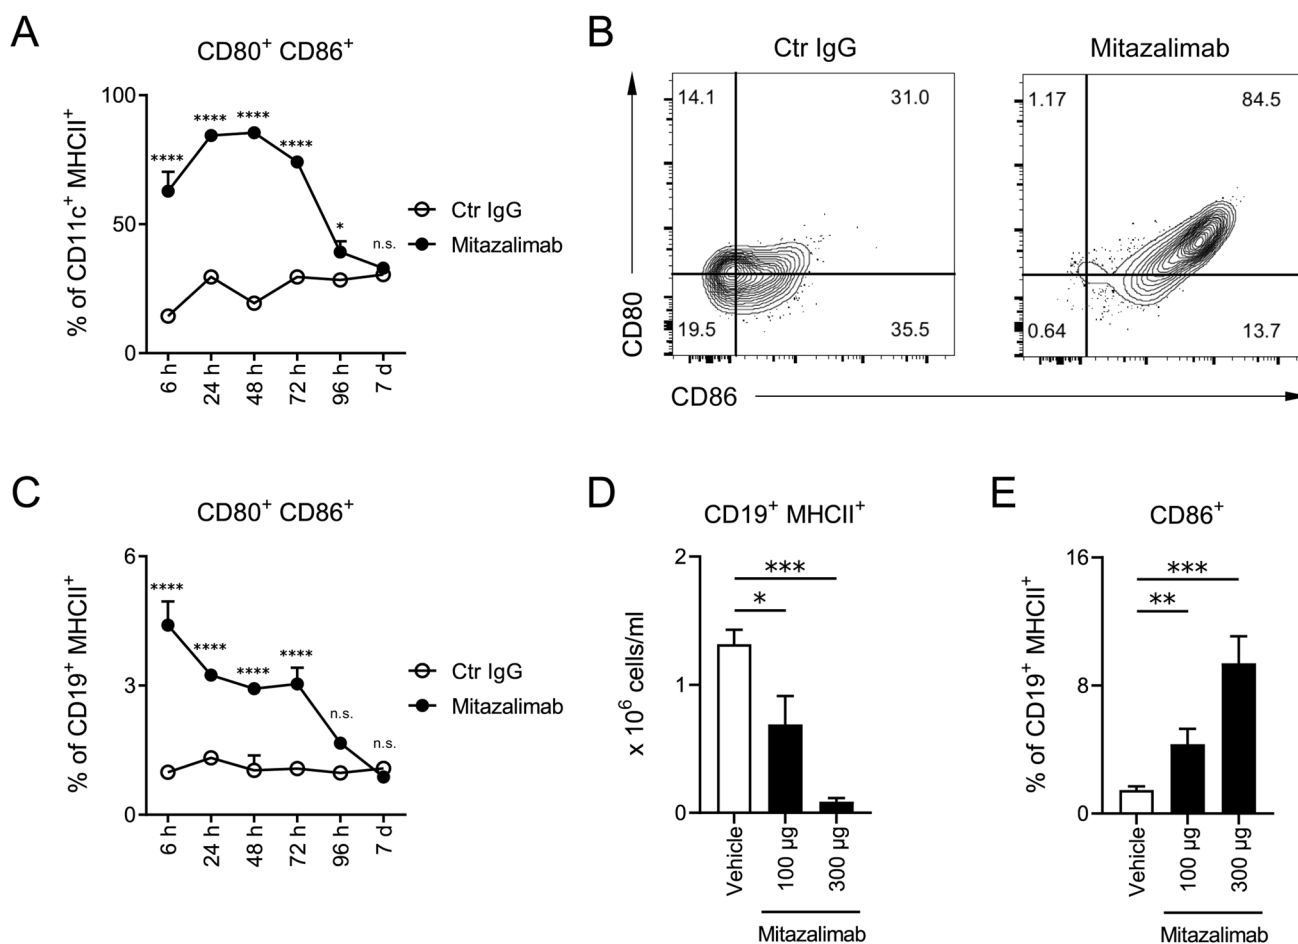 A
CD80⁺ CD86⁺
% of CD11c⁺ MHCII⁺
100
50
0
****
****
****
****
*
n.s.
6 h
24 h
48 h
72 h
96 h
7 d
Ctr IgG
Mitazalimab
B
Ctr IgG
Mitazalimab
14.1
31.0
19.5
35.5
1.17
84.5
0.64
13.7
CD80
CD86
C
CD80⁺ CD86⁺
% of CD19⁺ MHCII⁺
6
3
0
****
****
****
****
n.s.
n.s.
6 h
24 h
48 h
72 h
96 h
7 d
Ctr IgG
Mitazalimab
D
CD19⁺ MHCII⁺
x 10⁶ cells/ml
2
1
0
***
*
Vehicle
100 µg
300 µg
Mitazalimab
E
CD86⁺
% of CD19⁺ MHCII⁺
16
8
0
***
**
Vehicle
100 µg
300 µg
Mitazalimab